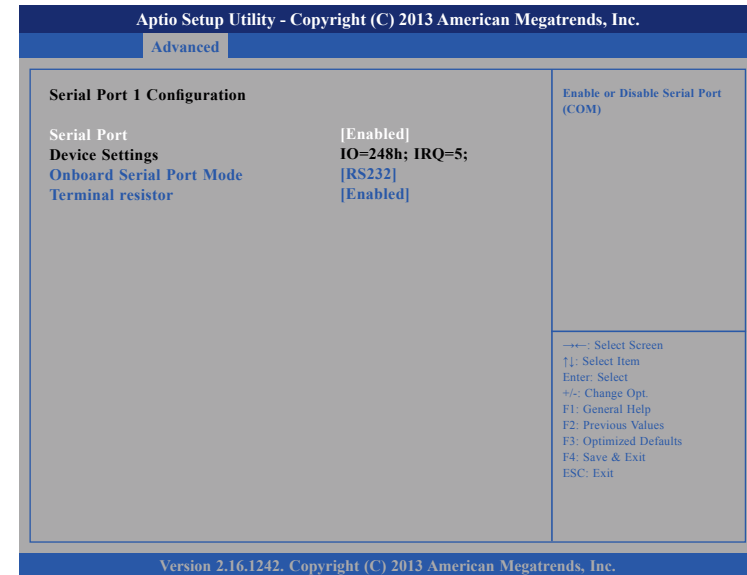 Aptio Setup Utility - Copyright (C) 2013 American Megatrends, Inc.
Advanced
Serial Port 1 Configuration
Serial Port [Enabled]
Device Settings IO=248h; IRQ=5;
Onboard Serial Port Mode [RS232]
Terminal resistor [Enabled]
Enable or Disable Serial Port
(COM)
→←: Select Screen
↑↓: Select Item
Enter: Select
+/-: Change Opt.
F1: General Help
F2: Previous Values
F3: Optimized Defaults
F4: Save & Exit
ESC: Exit
Version 2.16.1242. Copyright (C) 2013 American Megatrends, Inc.